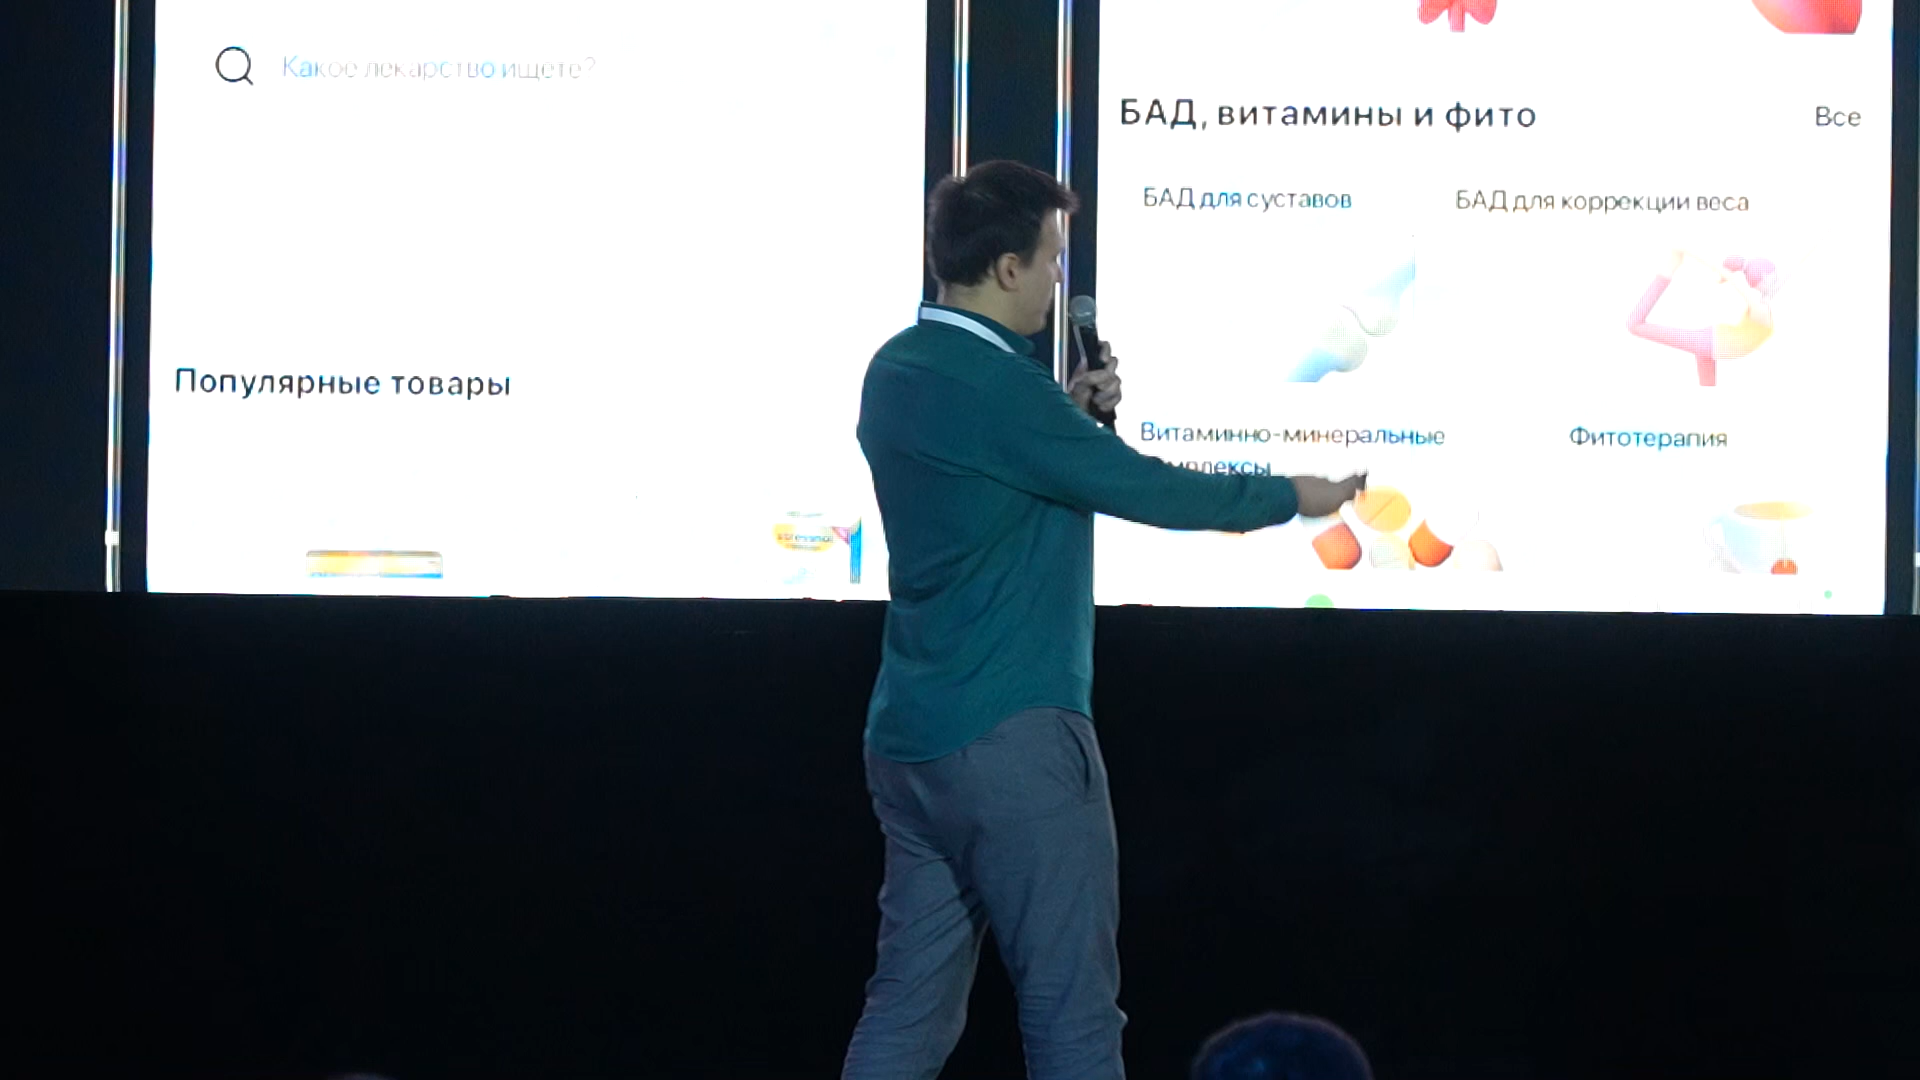 Какое лекарство ищете?
Популярные товары
БАД, витамины и фито
Все
БАД для суставов
БАД для коррекции веса
Витаминно-минеральные
Фитотерапия